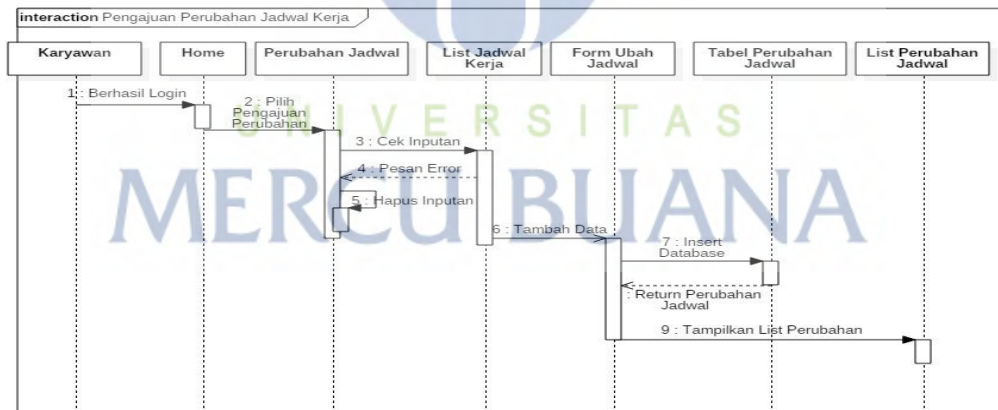 interaction Pengajuan Perubahan Jadwal Kerja
Karyawan
Home
Perubahan Jadwal
List Jadwal
Kerja
Form Ubah
Jadwal
Tabel Perubahan
Jadwal
List Perubahan
Jadwal
1 : Berhasil Login
2 : Pilih
Pengajuan
Perubahan
UNIVERSITAS
3 : Cek Inputan
4 : Pesan Error
MERCU BUANA
5 : Hapus Inputan
6 : Tambah Data
7 : Insert
Database
: Return Perubahan
Jadwal
9 : Tampilkan List Perubahan